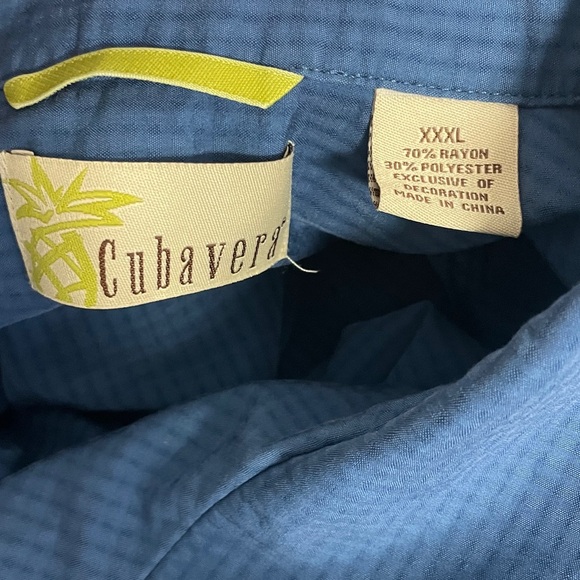 Cubavera
XXXL
70% RAYON
30% POLYESTER
EXCLUSIVE OF
DECORATION
MADE IN CHINA